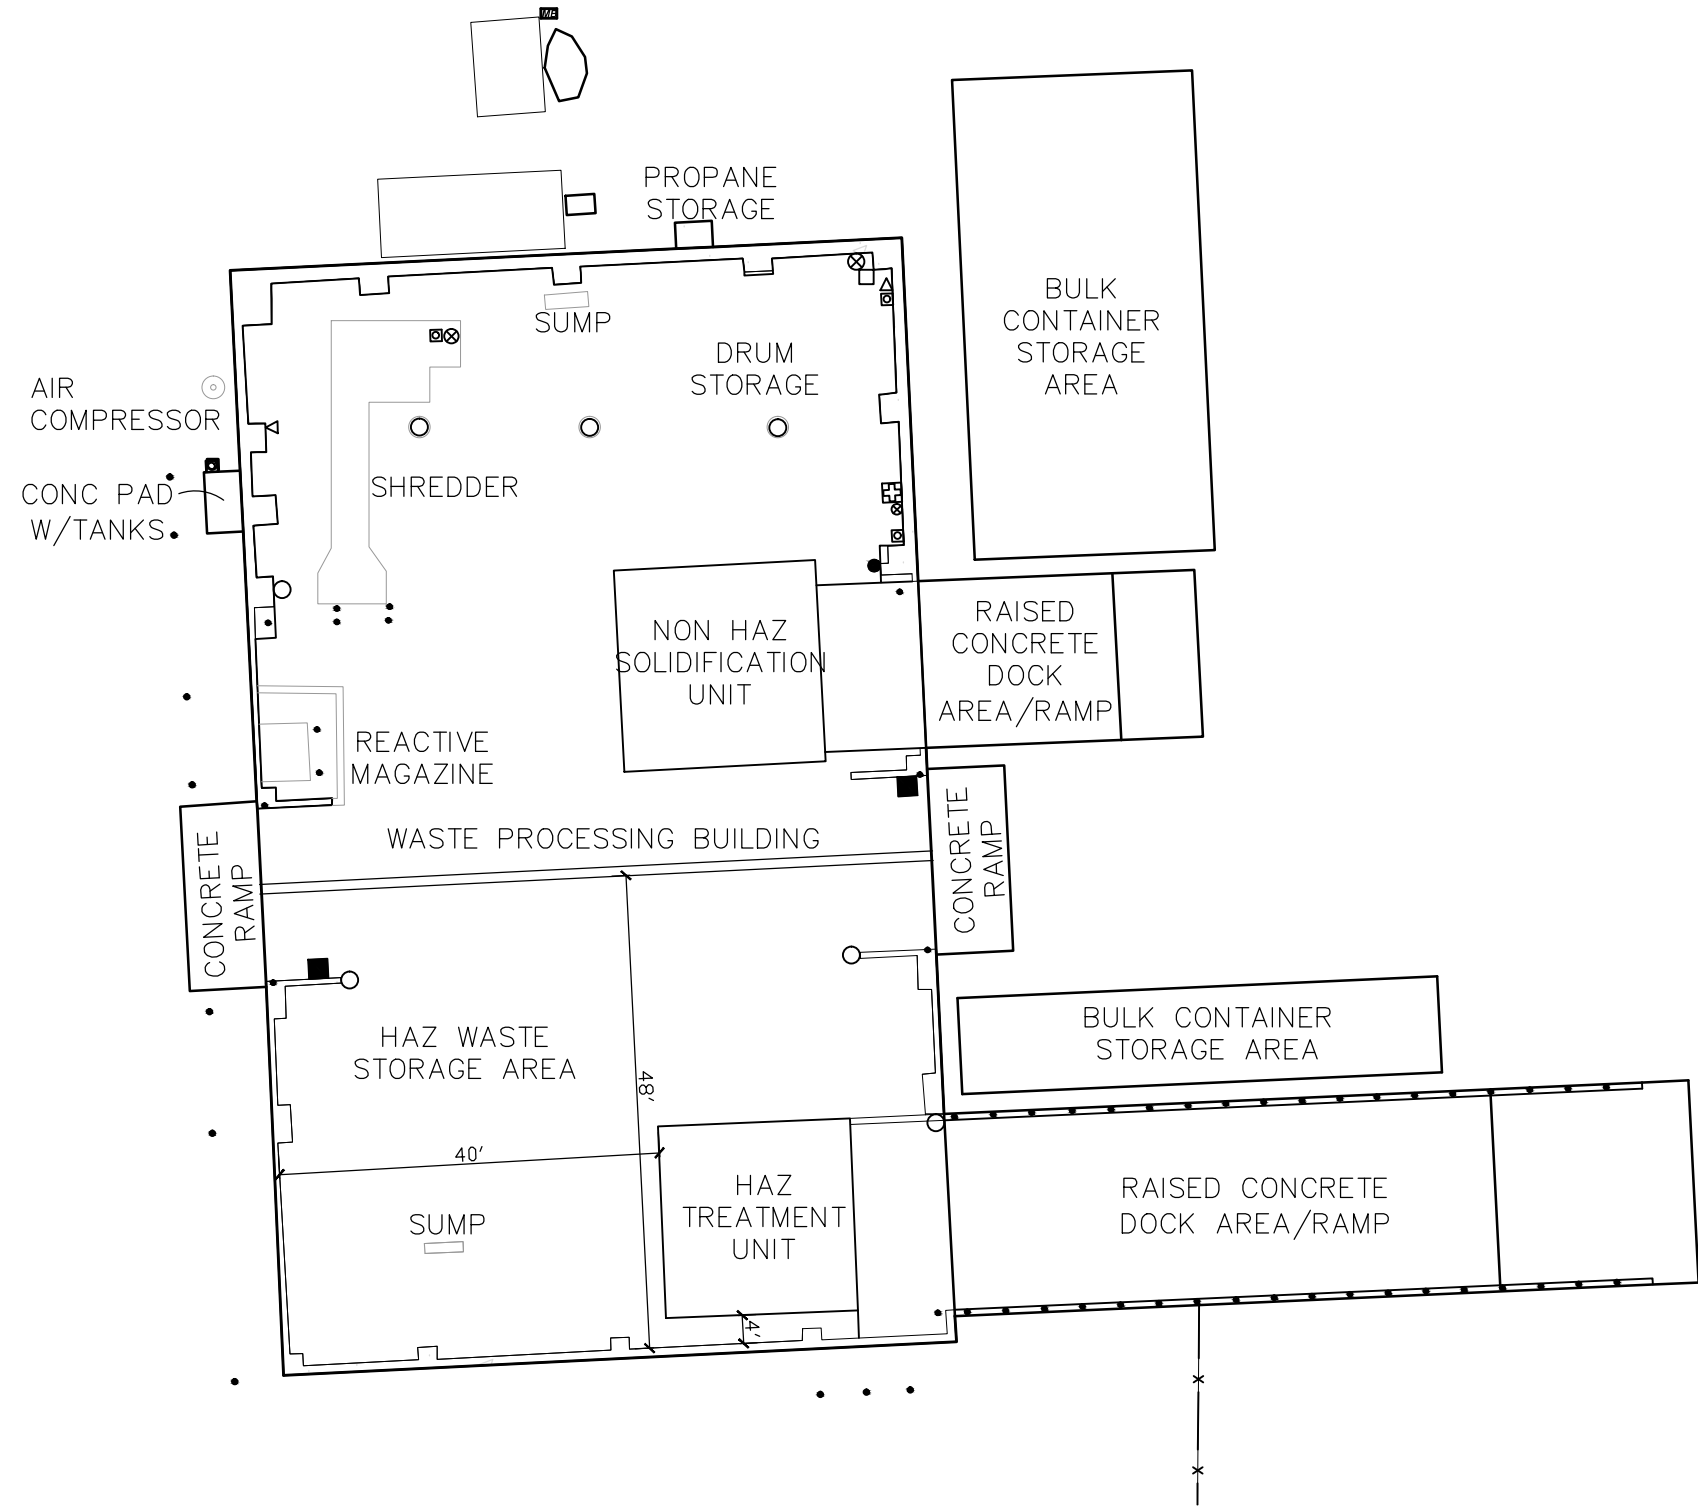 PROPANE
STORAGE
BULK
CONTAINER
STORAGE
AREA
SUMP
DRUM
STORAGE
AIR
COMPRESSOR
SHREDDER
CONC PAD
W/TANKS
RAISED
CONCRETE
DOCK
AREA/RAMP
NON HAZ
SOLIDIFICATION
UNIT
REACTIVE
MAGAZINE
WASTE PROCESSING BUILDING
CONCRETE
RAMP
CONCRETE
RAMP
HAZ WASTE
STORAGE AREA
BULK CONTAINER
STORAGE AREA
48'
40'
HAZ
TREATMENT
UNIT
RAISED CONCRETE
DOCK AREA/RAMP
SUMP
4'